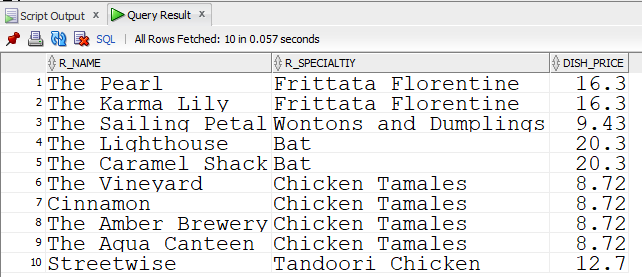 Script Output × Query Result ×
SQL | All Rows Fetched: 10 in 0.057 seconds
R_NAME R_SPECIALTIY DISH_PRICE
1 The Pearl Frittata Florentine 16.3
2 The Karma Lily Frittata Florentine 16.3
3 The Sailing Petal Wontons and Dumplings 9.43
4 The Lighthouse Bat 20.3
5 The Caramel Shack Bat 20.3
6 The Vineyard Chicken Tamales 8.72
7 Cinnamon Chicken Tamales 8.72
8 The Amber Brewery Chicken Tamales 8.72
9 The Aqua Canteen Chicken Tamales 8.72
10 Streetwise Tandoori Chicken 12.7